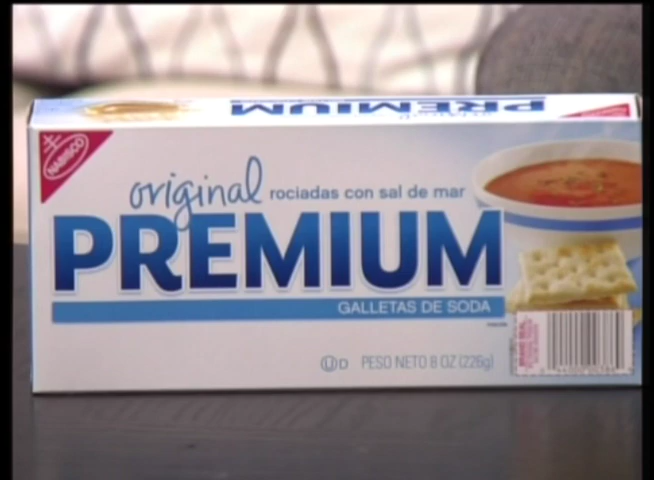 PREMIUM
NABISCO
original rociadas con sal de mar
PREMIUM
GALLETAS DE SODA
U D PESO NETO 8 OZ (226g)